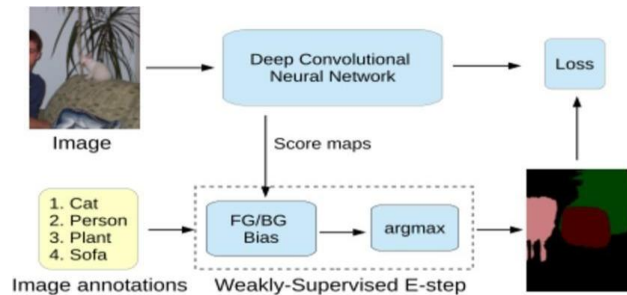 Deep Convolutional
Neural Network
Loss
Image
Score maps
1. Cat
2. Person
3. Plant
4. Sofa
FG/BG
Bias
argmax
Image annotations
Weakly-Supervised E-step